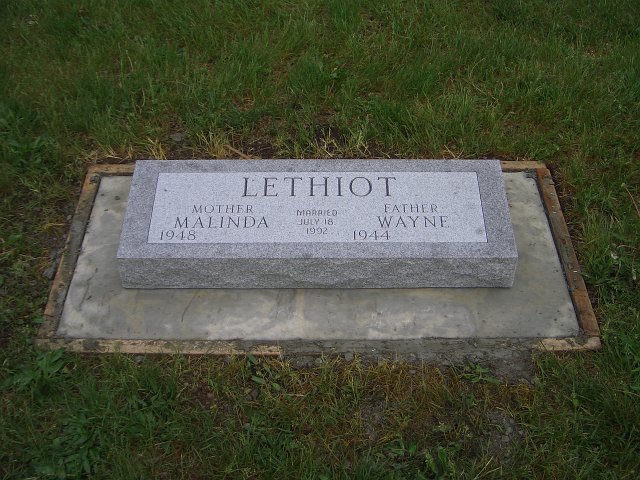 LETHIOT
MOTHER
MALINDA
1948
MARRIED
JULY 18,
1992
FATHER
WAYNE
1944